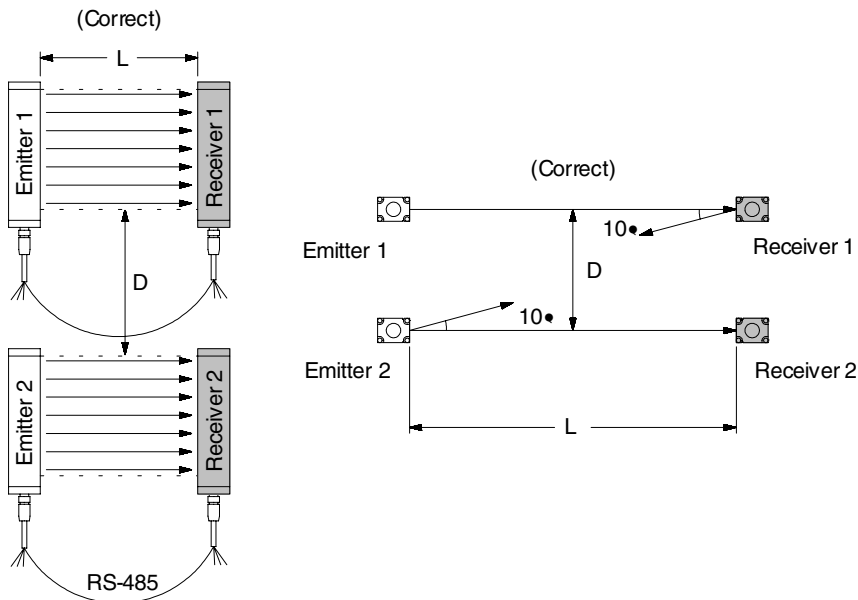 (Correct)
L
Emitter 1
Receiver 1
D
Emitter 2
Receiver 2
RS-485
(Correct)
10•
Emitter 1
Receiver 1
D
10•
Emitter 2
Receiver 2
L